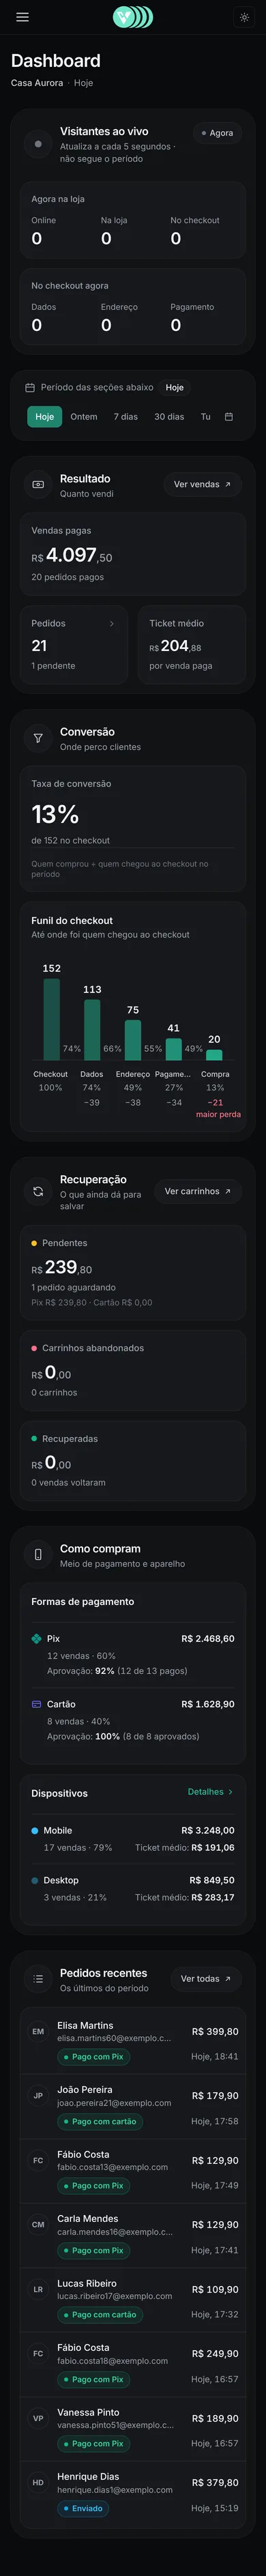 Dashboard
Casa Aurora · Hoje
Visitantes ao vivo
Agora
Atualiza a cada 5 segundos ·
não segue o período
Agora na loja
Online Na loja No checkout
0 0 0
No checkout agora
Dados Endereço Pagamento
0 0 0
Período das seções abaixo Hoje
Hoje Ontem 7 dias 30 dias Tu
Resultado
Quanto vendi
Ver vendas
Vendas pagas
R$ 4.097,50
20 pedidos pagos
Pedidos
21
1 pendente
Ticket médio
R$ 204,88
por venda paga
Conversão
Onde perco clientes
Taxa de conversão
13%
de 152 no checkout
Quem comprou ÷ quem chegou ao checkout no
período
Funil do checkout
Até onde foi quem chegou ao checkout
152 113 75 41 20
74% 66% 55% 49%
Checkout Dados Endereço Pagame... Compra
100% 74% 49% 27% 13%
−39 −38 −34 −21
maior perda
Recuperação
O que ainda dá para
salvar
Ver carrinhos
Pendentes
R$ 239,80
1 pedido aguardando
Pix R$ 239,80 · Cartão R$ 0,00
Carrinhos abandonados
R$ 0,00
0 carrinhos
Recuperadas
R$ 0,00
0 vendas voltaram
Como compram
Meio de pagamento e aparelho
Formas de pagamento
Pix R$ 2.468,60
12 vendas · 60%
Aprovação: 92% (12 de 13 pagos)
Cartão R$ 1.628,90
8 vendas · 40%
Aprovação: 100% (8 de 8 aprovados)
Dispositivos Detalhes
Mobile R$ 3.248,00
17 vendas · 79% Ticket médio: R$ 191,06
Desktop R$ 849,50
3 vendas · 21% Ticket médio: R$ 283,17
Pedidos recentes
Os últimos do período
Ver todas
EM Elisa Martins R$ 399,80
elisa.martins60@exemplo.c...
Pago com Pix Hoje, 18:41
JP João Pereira R$ 179,90
joao.pereira21@exemplo.com
Pago com cartão Hoje, 17:58
FC Fábio Costa R$ 129,90
fabio.costa13@exemplo.com
Pago com Pix Hoje, 17:49
CM Carla Mendes R$ 129,90
carla.mendes16@exemplo.c...
Pago com Pix Hoje, 17:41
LR Lucas Ribeiro R$ 109,90
lucas.ribeiro17@exemplo.com
Pago com cartão Hoje, 17:32
FC Fábio Costa R$ 249,90
fabio.costa18@exemplo.com
Pago com Pix Hoje, 16:57
VP Vanessa Pinto R$ 189,90
vanessa.pinto51@exemplo.c...
Pago com Pix Hoje, 16:57
HD Henrique Dias R$ 379,80
henrique.dias1@exemplo.com
Enviado Hoje, 15:19